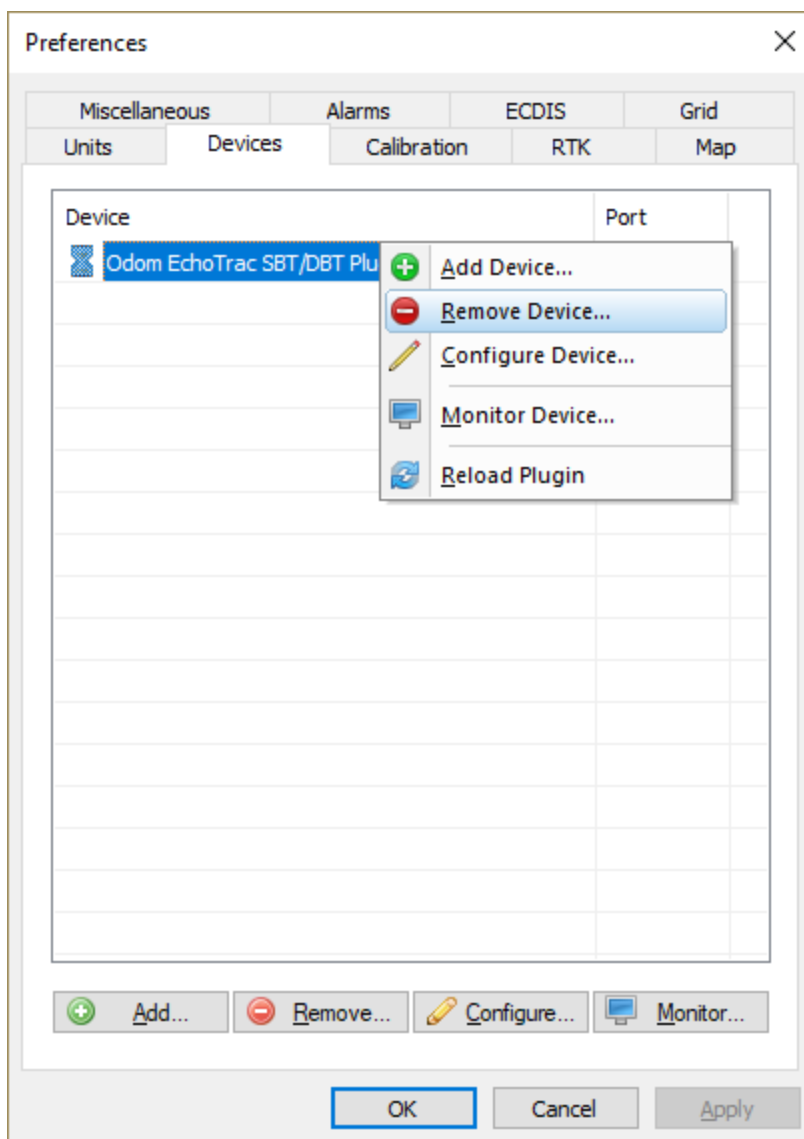 Preferences
Miscellaneous Alarms ECDIS Grid
Units Devices Calibration RTK Map
Device Port
Odom EchoTrac SBT/DBT Plu
Add Device...
Remove Device...
Configure Device...
Monitor Device...
Reload Plugin
Add... Remove... Configure... Monitor...
OK Cancel Apply